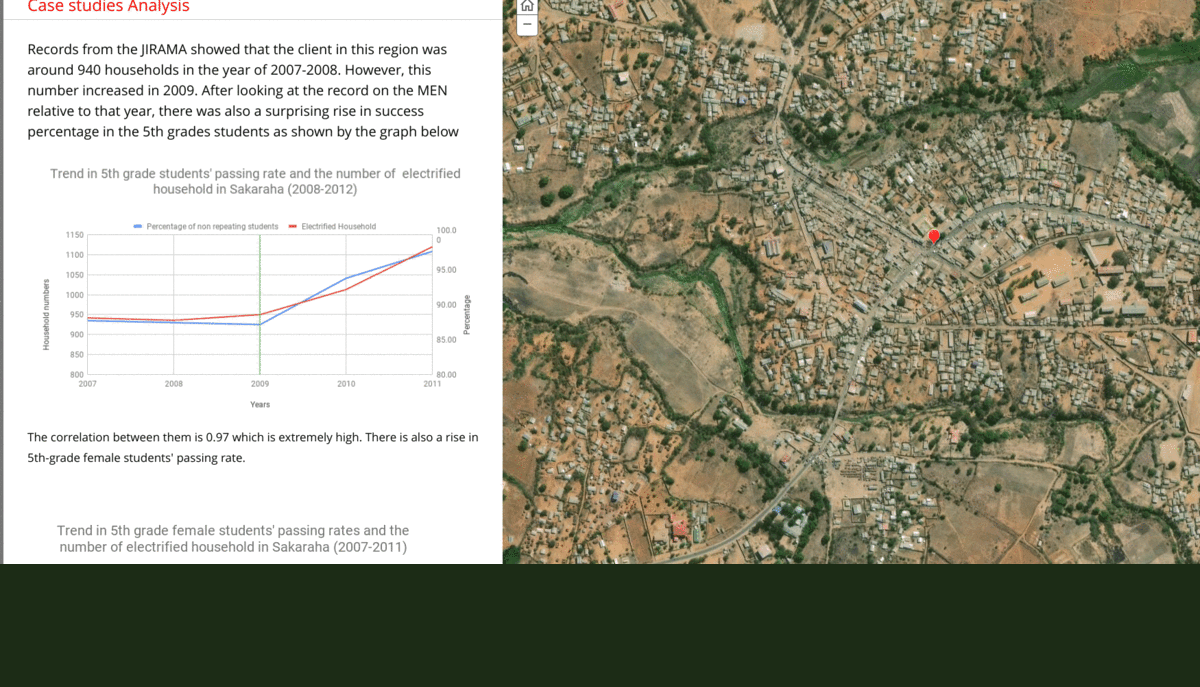 Case studies Analysis
Records from the JIRAMA showed that the client in this region was
around 940 households in the year of 2007-2008. However, this
number increased in 2009. After looking at the record on the MEN
relative to that year, there was also a surprising rise in success
percentage in the 5th grades students as shown by the graph below
Trend in 5th grade students' passing rate and the number of electrified
household in Sakaraha (2008-2012)
Percentage of non repeating students
Electrified Household
Household numbers
1150
1100
1050
1000
950
900
850
800
100.0
0
95.00
90.00
85.00
80.00
Percentage
2007
2008
2009
2010
2011
Years
The correlation between them is 0.97 which is extremely high. There is also a rise in
5th-grade female students' passing rate.
Trend in 5th grade female students' passing rates and the
number of electrified household in Sakaraha (2007-2011)